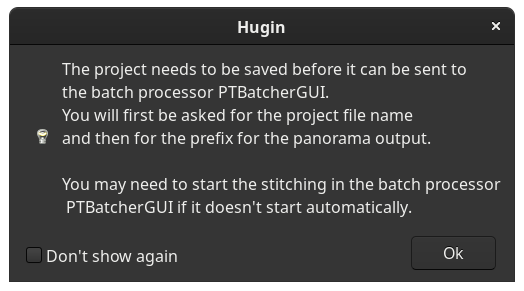 Hugin
The project needs to be saved before it can be sent to
the batch processor PTBatcherGUI.
You will first be asked for the project file name
and then for the prefix for the panorama output.
You may need to start the stitching in the batch processor
PTBatcherGUI if it doesn't start automatically.
Don't show again
Ok